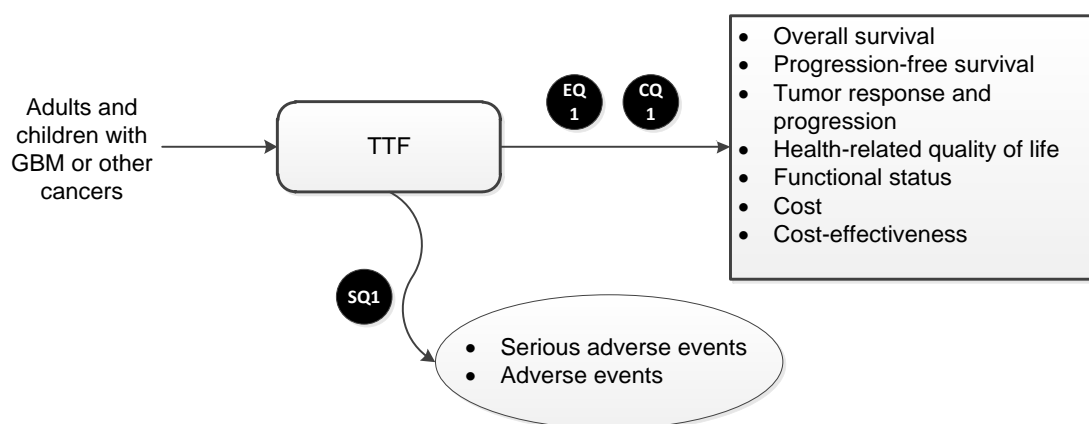 Adults and
children with
GBM or other
cancers
TTF
EQ
1
CQ
1
• Overall survival
• Progression-free survival
• Tumor response and
progression
• Health-related quality of life
• Functional status
• Cost
• Cost-effectiveness
SQ1
• Serious adverse events
• Adverse events